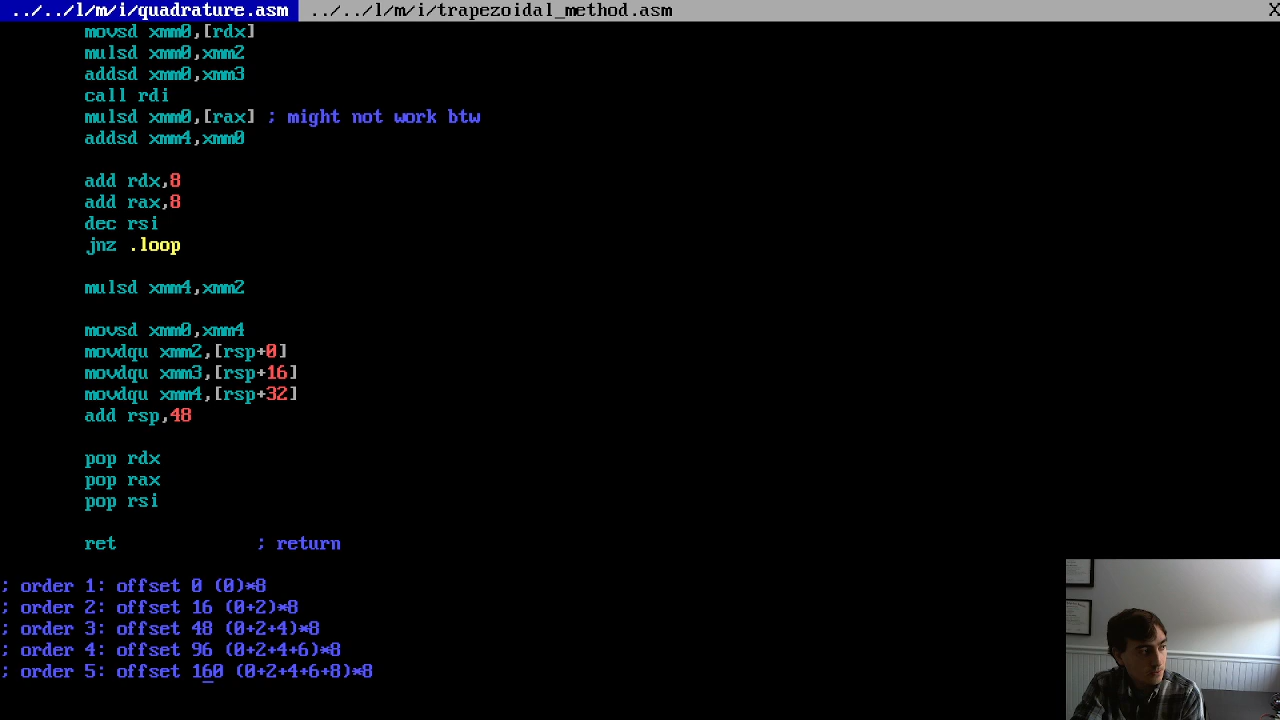 ../../l/m/i/quadrature.asm ../../l/m/i/trapezoidal_method.asm X
movsd xmm0,[rdx]
mulsd xmm0,xmm2
addsd xmm0,xmm3
call rdi
mulsd xmm0,[rax] ; might not work btw
addsd xmm4,xmm0
add rdx,8
add rax,8
dec rsi
jnz .loop
mulsd xmm4,xmm2
movsd xmm0,xmm4
movdqu xmm2,[rsp+0]
movdqu xmm3,[rsp+16]
movdqu xmm4,[rsp+32]
add rsp,48
pop rdx
pop rax
pop rsi
ret ; return
; order 1: offset 0 (0)*8
; order 2: offset 16 (0+2)*8
; order 3: offset 48 (0+2+4)*8
; order 4: offset 96 (0+2+4+6)*8
; order 5: offset 160 (0+2+4+6+8)*8